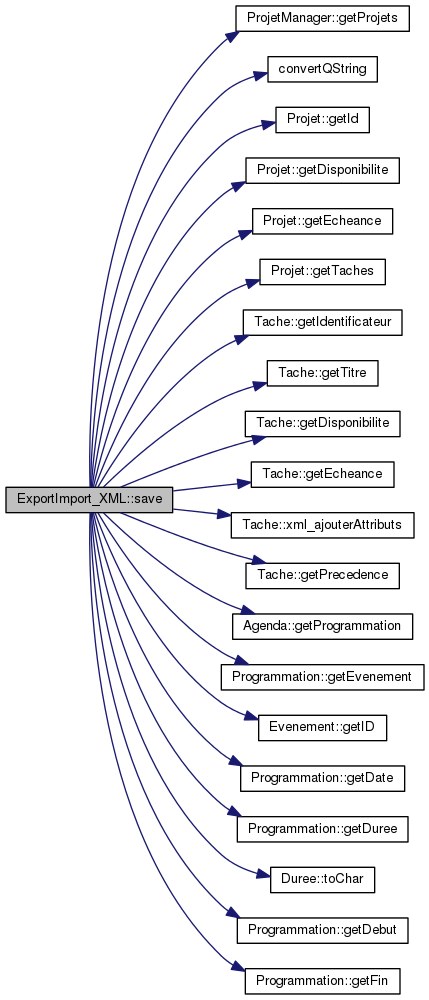 ProjetManager::getProjets
convertQString
Projet::getId
Projet::getDisponibilite
Projet::getEcheance
Projet::getTaches
Tache::getIdentificateur
Tache::getTitre
Tache::getDisponibilite
Tache::getEcheance
ExportImport_XML::save
Tache::xml_ajouterAttributs
Tache::getPrecedence
Agenda::getProgrammation
Programmation::getEvenement
Evenement::getID
Programmation::getDate
Programmation::getDuree
Duree::toChar
Programmation::getDebut
Programmation::getFin